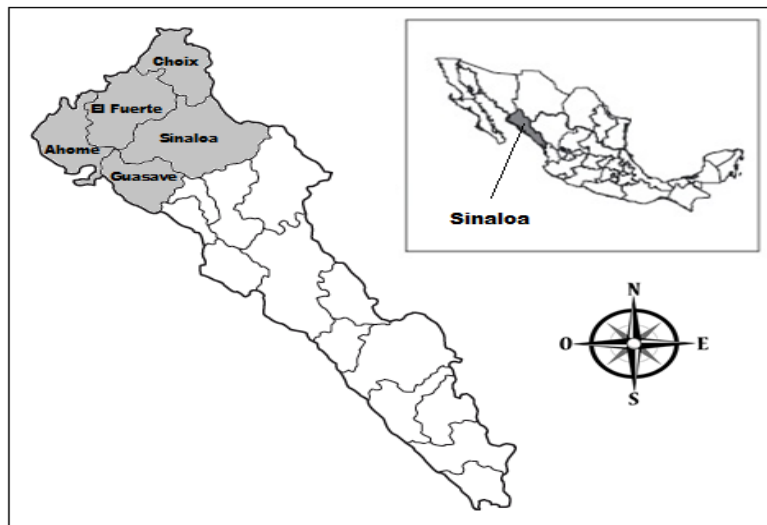 Choix
El Fuerte
Sinaloa
Ahome
Guasave
Sinaloa
N
O
E
S